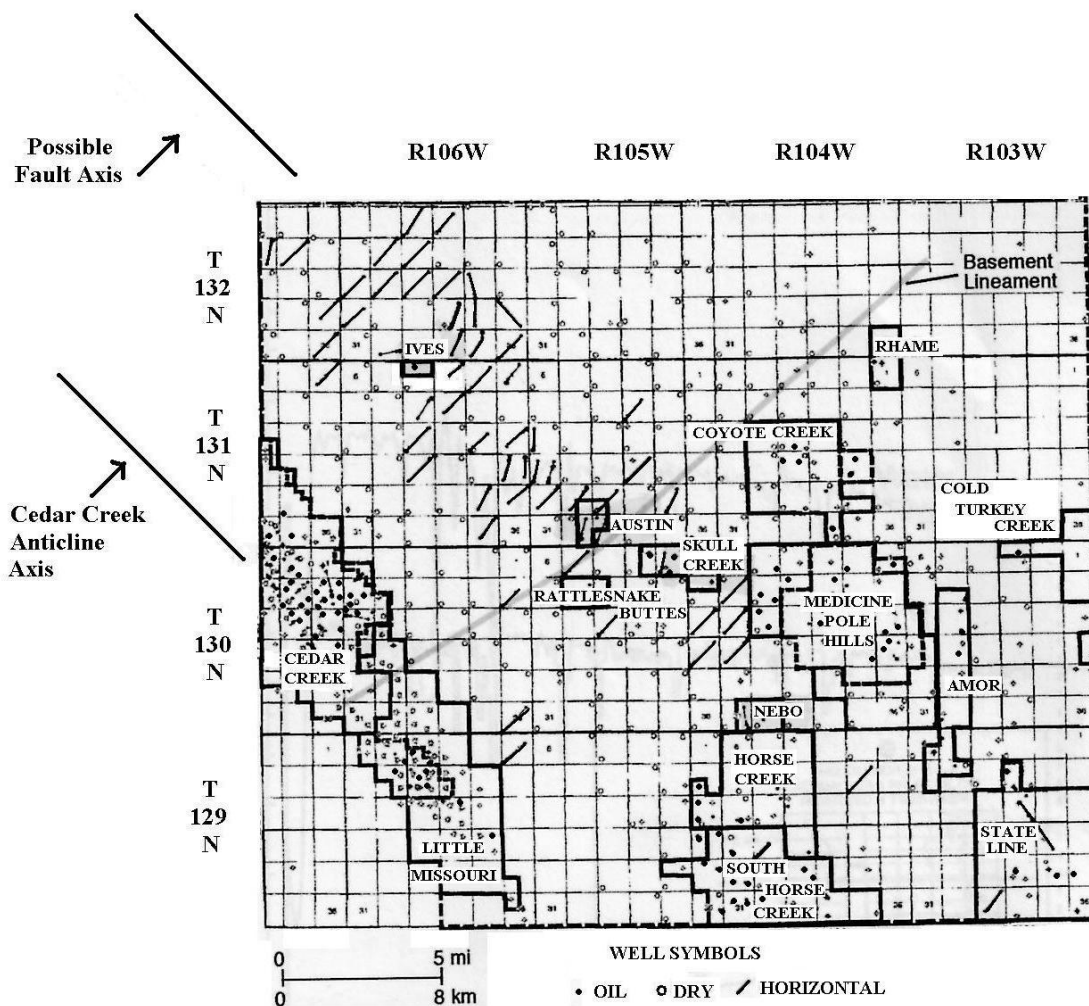 Possible
Fault Axis
R106W R105W R104W R103W
T
132
N
Basement
Lineament
IVES
RHAME
T
131
N
COYOTE CREEK
Cedar Creek
Anticline
Axis
COLD
TURKEY
CREEK
AUSTIN
SKULL
CREEK
RATTLESNAKE
BUTTES
MEDICINE
POLE
HILLS
T
130
N
CEDAR
CREEK
AMOR
NEBO
HORSE
CREEK
T
129
N
LITTLE
MISSOURI
STATE
LINE
SOUTH
HORSE
CREEK
WELL SYMBOLS
0 5 mi
0 8 km
OIL DRY HORIZONTAL